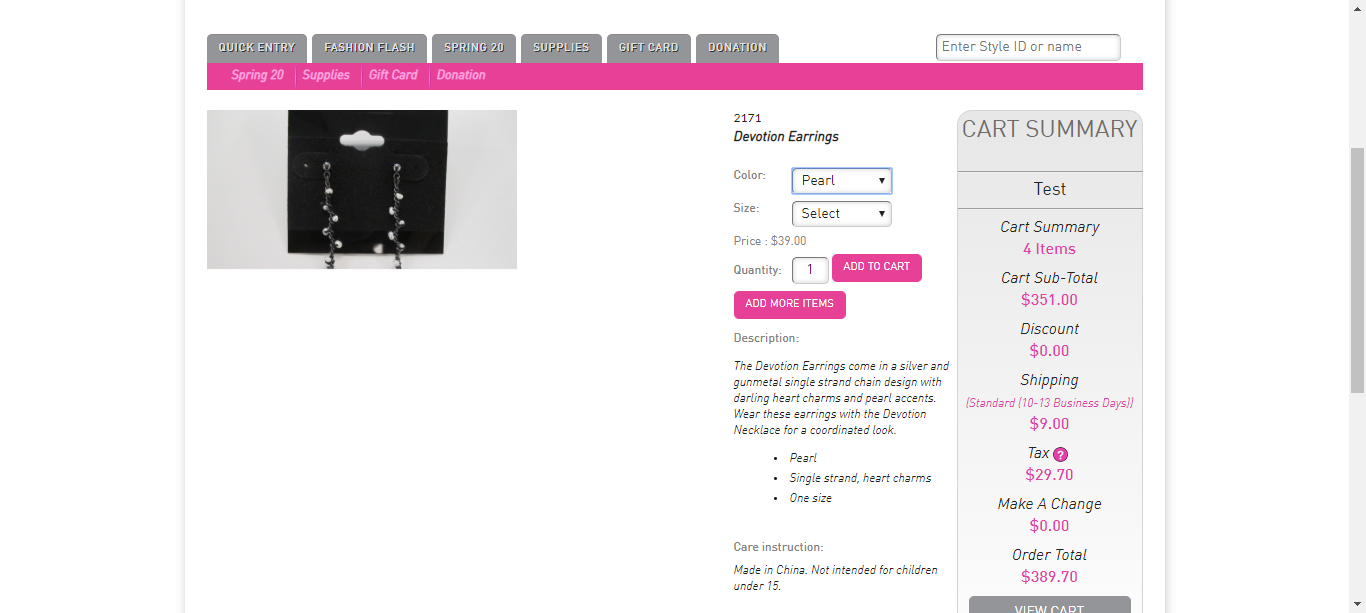 QUICK ENTRY
FASHION FLASH
SPRING 20
SUPPLIES
GIFT CARD
DONATION
Enter Style ID or name
Spring 20
Supplies
Gift Card
Donation
2171
Devotion Earrings
Color:
Pearl
Size:
Select
Price : $39.00
Quantity:
1
ADD TO CART
ADD MORE ITEMS
Description:
The Devotion Earrings come in a silver and
gunmetal single strand chain design with
darling heart charms and pearl accents.
Wear these earrings with the Devotion
Necklace for a coordinated look.
• Pearl
• Single strand, heart charms
• One size
Care instruction:
Made in China. Not intended for children
under 15.
CART SUMMARY
Test
Cart Summary
4 Items
Cart Sub-Total
$351.00
Discount
$0.00
Shipping
(Standard (10-13 Business Days))
$9.00
Tax ?
$29.70
Make A Change
$0.00
Order Total
$389.70
VIEW CART